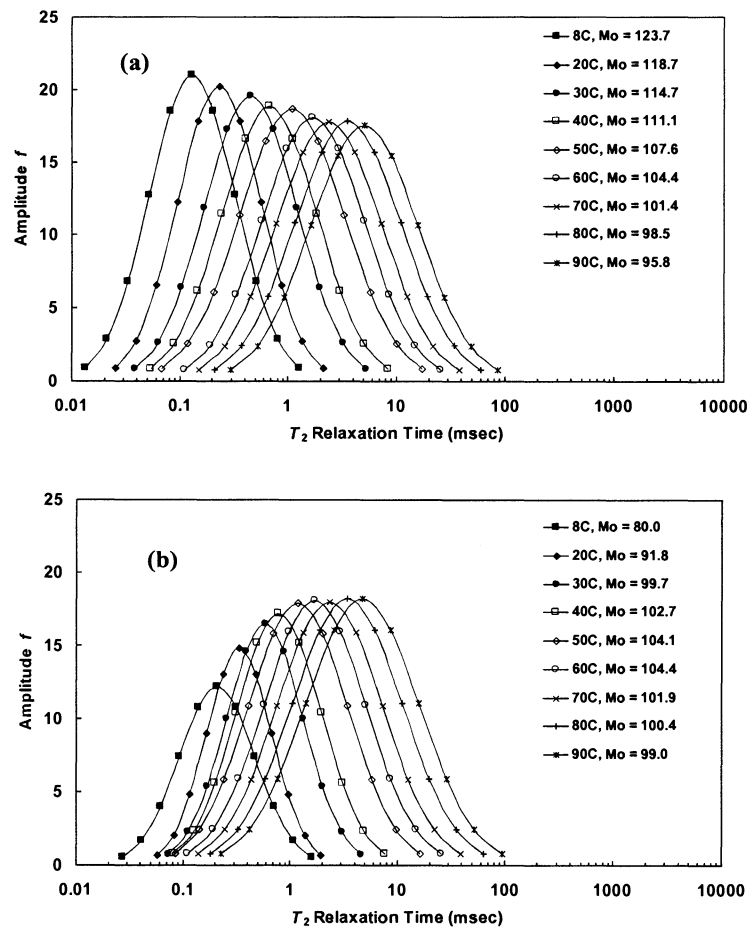 (a)
25
20
15
10
5
0
Amplitude f
0.01 0.1 1 10 100 1000 10000
T2 Relaxation Time (msec)
8C, Mo = 123.7
20C, Mo = 118.7
30C, Mo = 114.7
40C, Mo = 111.1
50C, Mo = 107.6
60C, Mo = 104.4
70C, Mo = 101.4
80C, Mo = 98.5
90C, Mo = 95.8
(b)
25
20
15
10
5
0
Amplitude f
0.01 0.1 1 10 100 1000 10000
T2 Relaxation Time (msec)
8C, Mo = 80.0
20C, Mo = 91.8
30C, Mo = 99.7
40C, Mo = 102.7
50C, Mo = 104.1
60C, Mo = 104.4
70C, Mo = 101.9
80C, Mo = 100.4
90C, Mo = 99.0